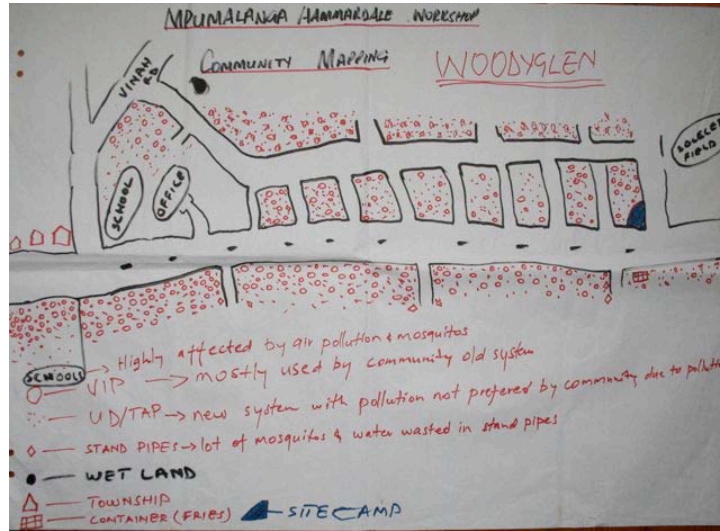 MPUMALANGA HAMMARDALE WORKSHOP
COMMUNITY MAPPING
WOODYGLEN
VINAH RD
SCHOOL
OFFICE
SOCCER FIELD
SCHOOLS
Highly affected by air pollution & mosquitos
VIP → mostly used by community old system
UD/TAP → new system with pollution not prefered by community due to pollution
STAND PIPES → lot of mosquitos & water wasted in stand pipes
WET LAND
TOWNSHIP
CONTAINER (FRIES)
SITE CAMP